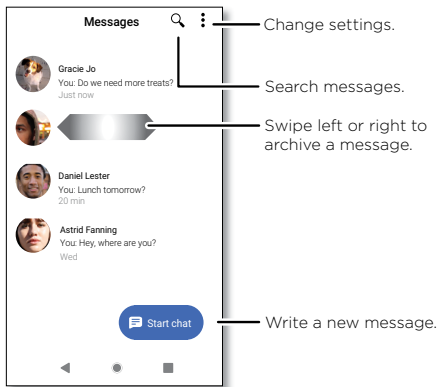 Messages
Change settings.
Gracie Jo
You: Do we need more treats?
Just now
Search messages.
Swipe left or right to
archive a message.
Daniel Lester
You: Lunch tomorrow?
20 min
Astrid Fanning
You: Hey, where are you?
Wed
Start chat
Write a new message.